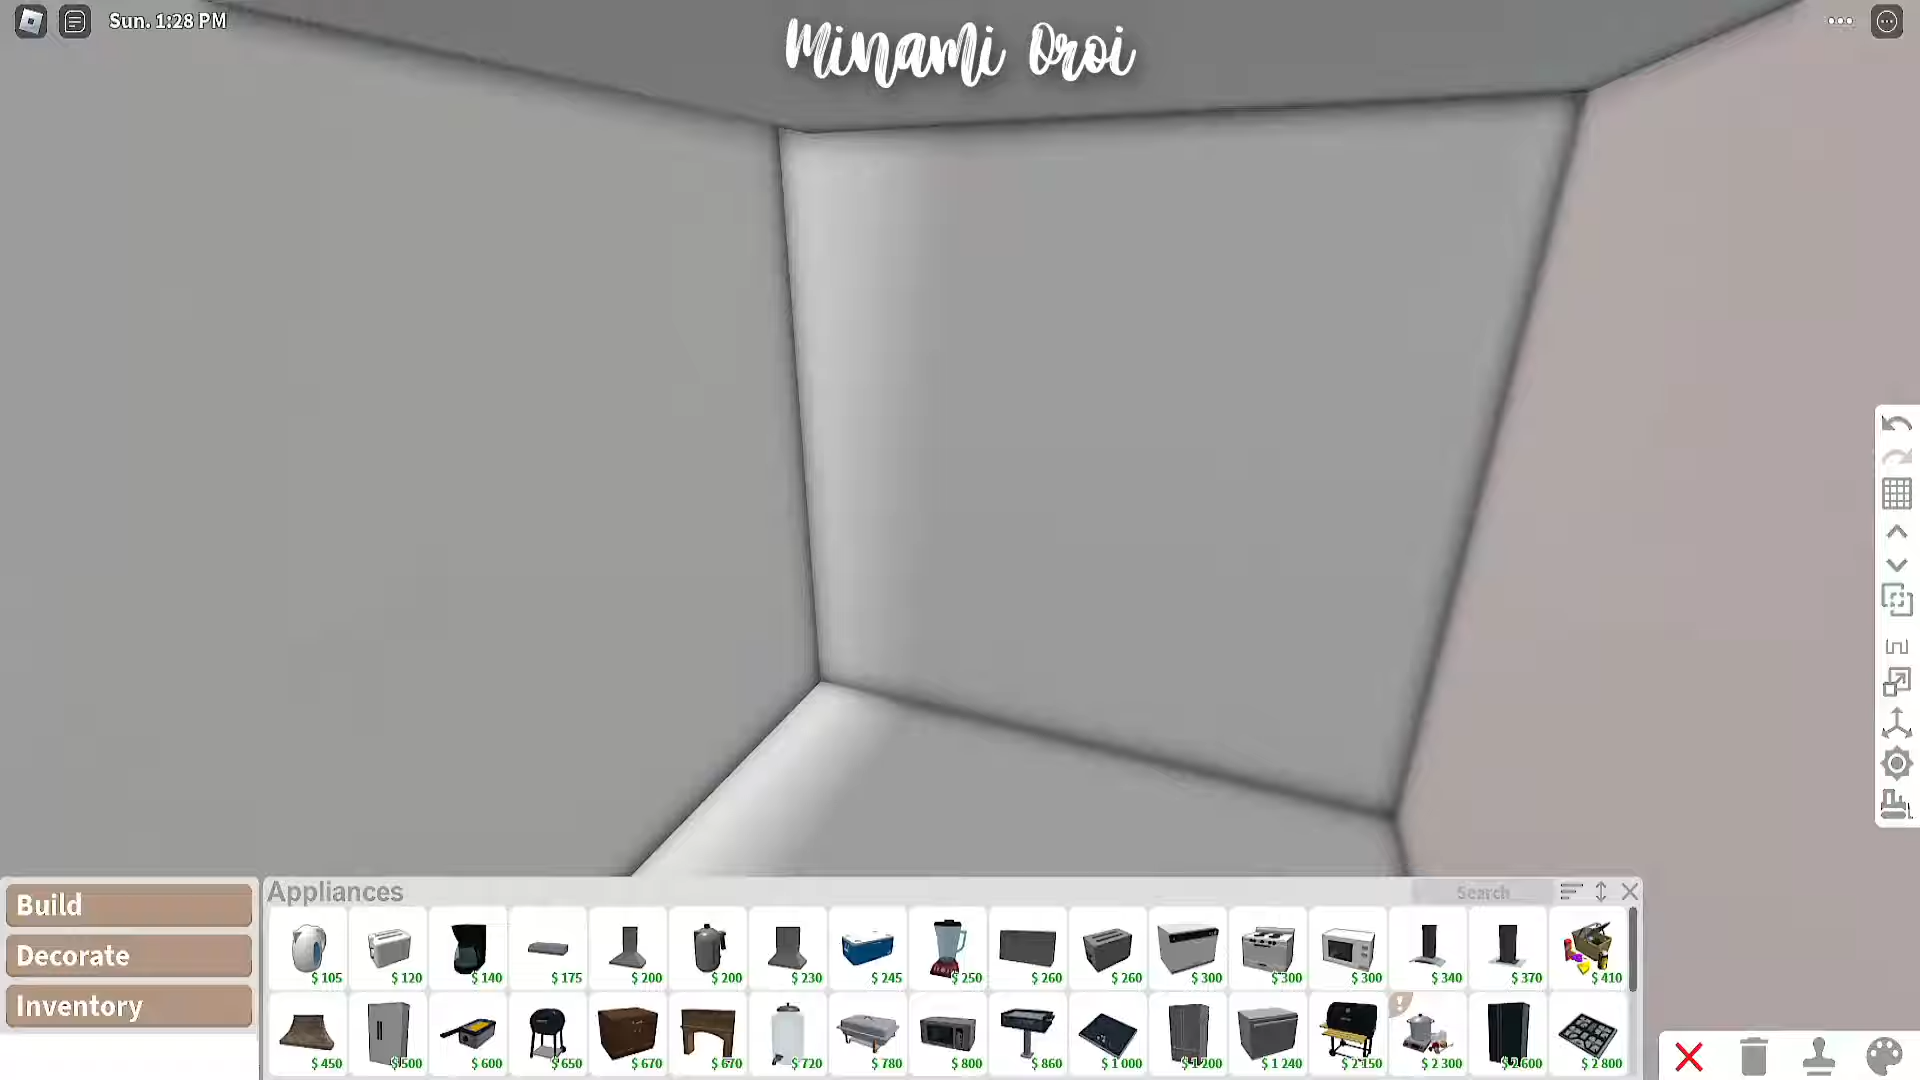 Sun. 1:28 PM
Minami Oroi
Build
Decorate
Inventory
Appliances
Search
$ 105
$ 120
$ 140
$ 175
$ 200
$ 200
$ 230
$ 245
$ 250
$ 260
$ 260
$ 300
$ 300
$ 300
$ 340
$ 370
$ 410
$ 450
$ 500
$ 600
$ 650
$ 670
$ 670
$ 720
$ 780
$ 800
$ 860
$ 1 000
$ 1 200
$ 1 240
$ 2 150
$ 2 300
$ 2 600
$ 2 800